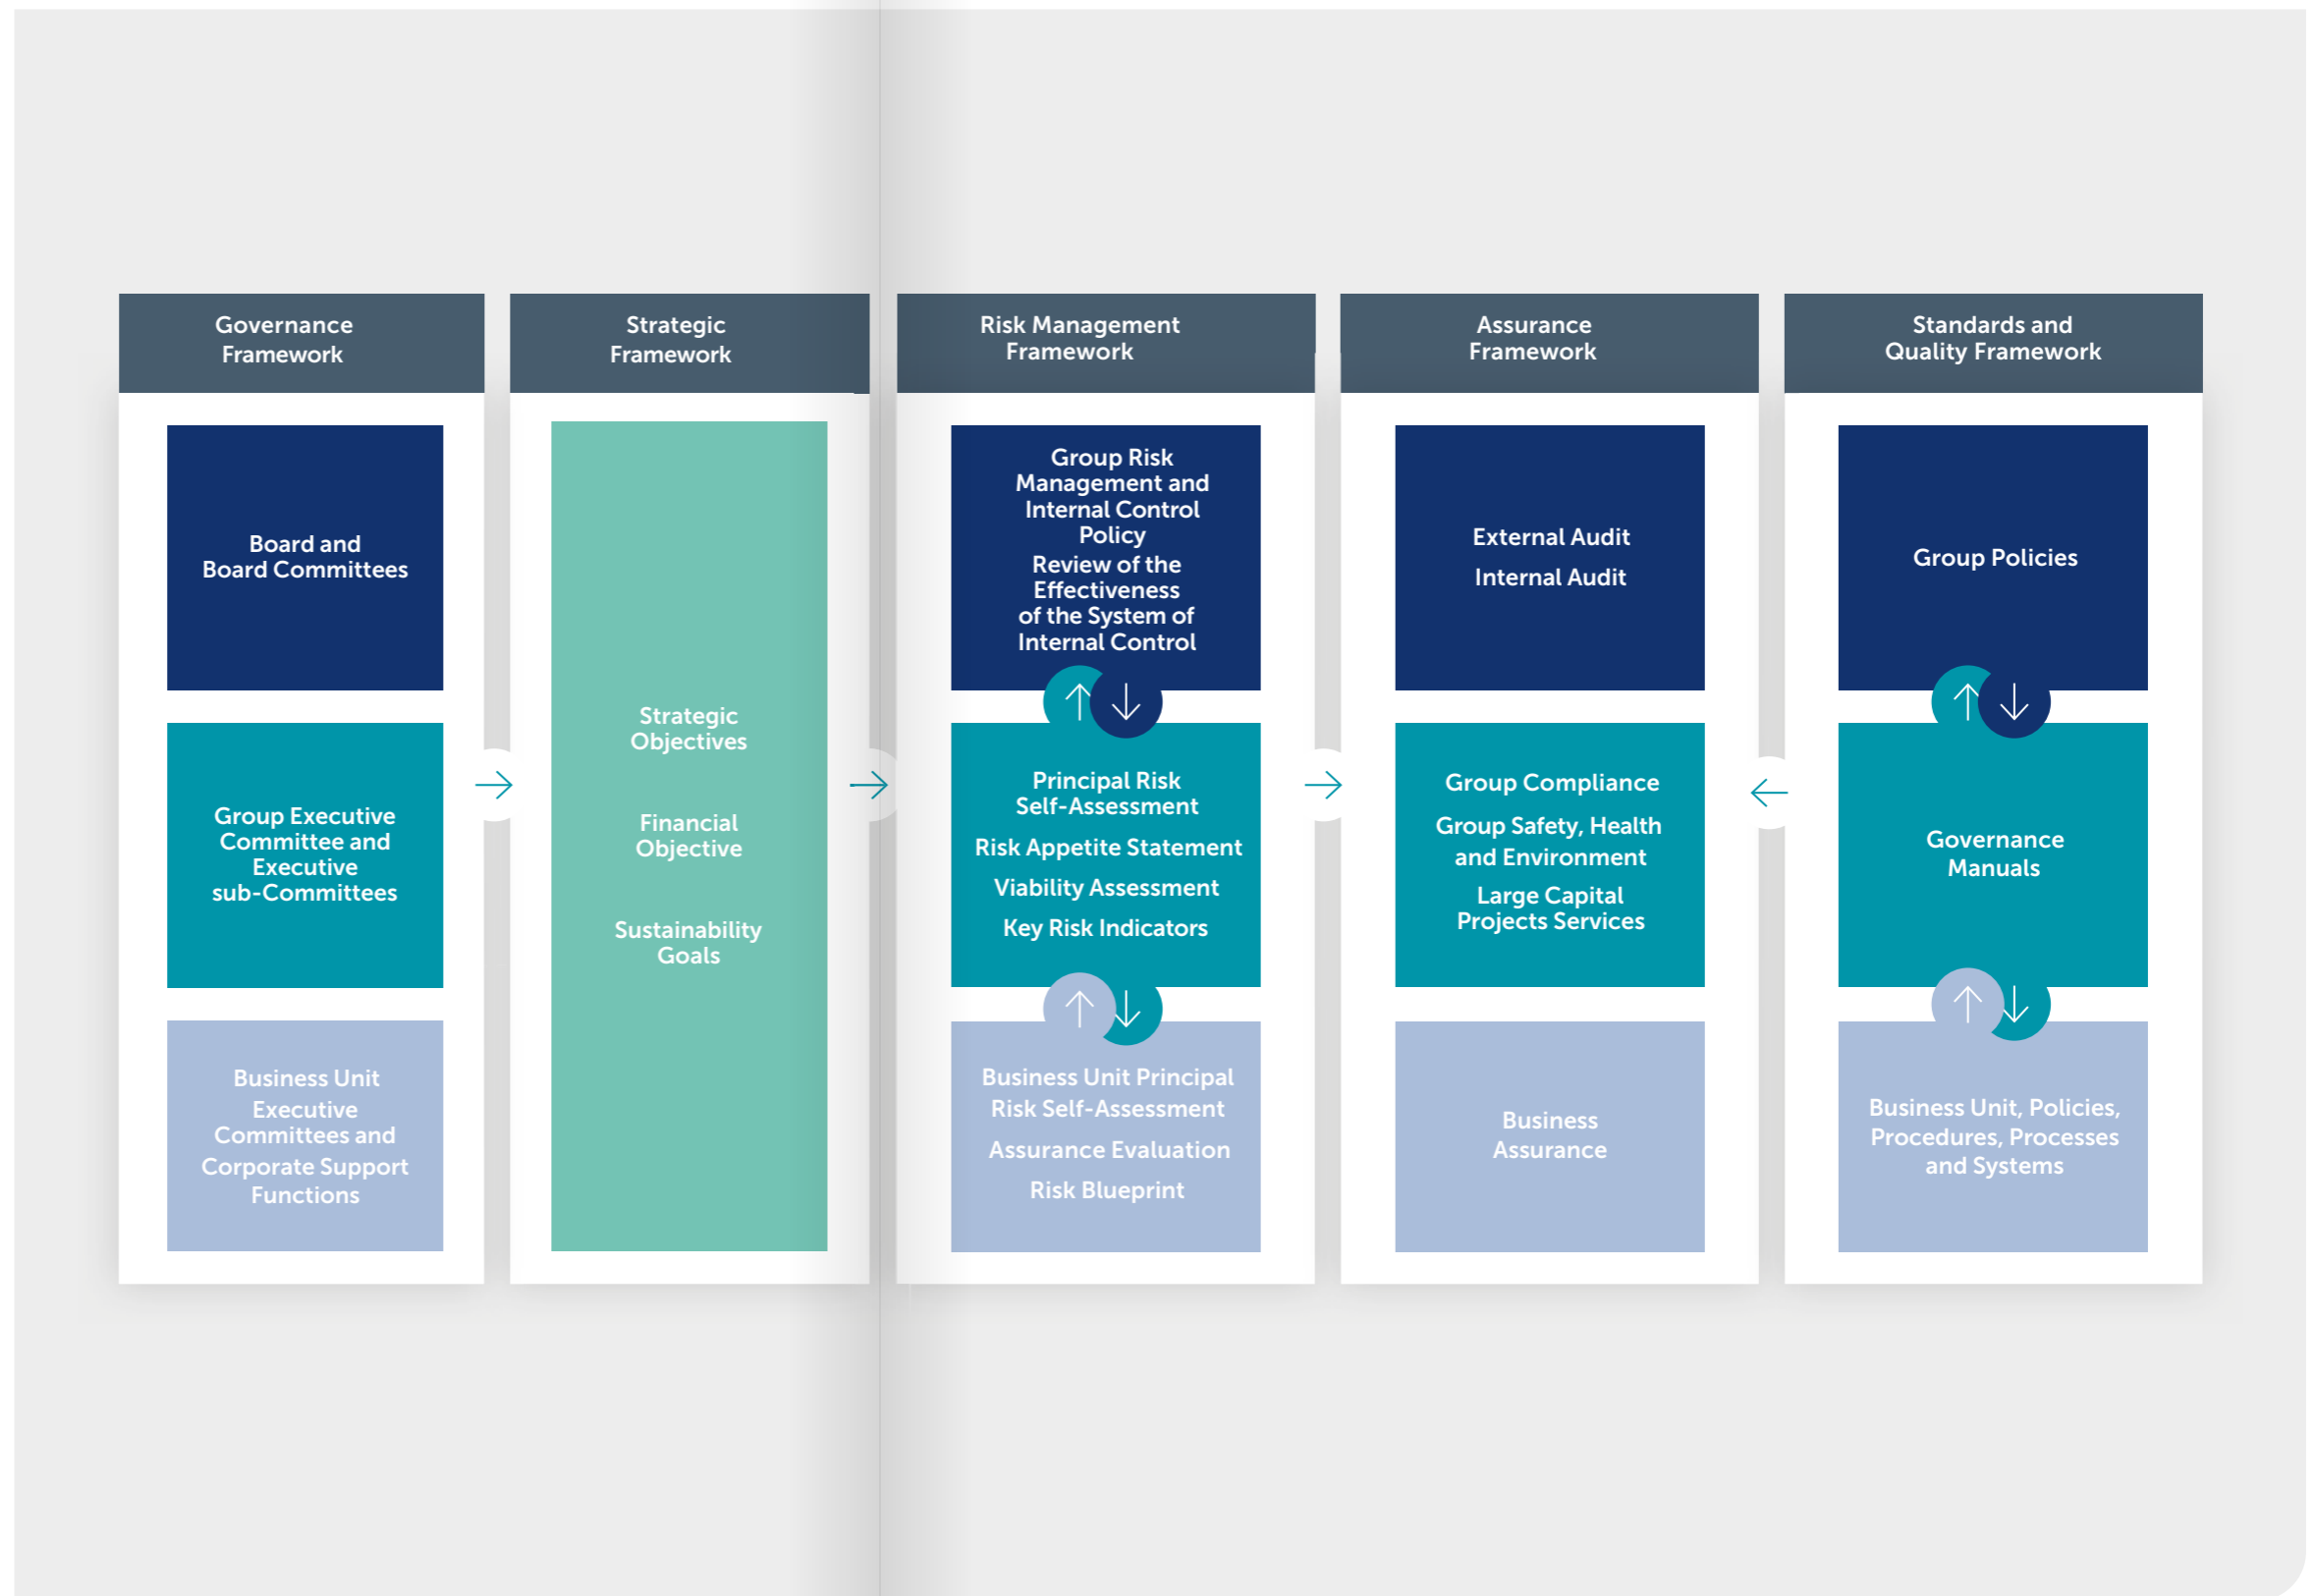 Governance
Framework
Board and
Board Committees
Group Executive
Committee and
Executive
sub-Committees
Business Unit
Executive
Committees and
Corporate Support
Functions
Strategic
Framework
Strategic
Objectives
Financial
Objective
Sustainability
Goals
Risk Management
Framework
Group Risk
Management and
Internal Control
Policy
Review of the
Effectiveness
of the System of
Internal Control
Principal Risk
Self-Assessment
Risk Appetite Statement
Viability Assessment
Key Risk Indicators
Business Unit Principal
Risk Self-Assessment
Assurance Evaluation
Risk Blueprint
Assurance
Framework
External Audit
Internal Audit
Group Compliance
Group Safety, Health
and Environment
Large Capital
Projects Services
Business
Assurance
Standards and
Quality Framework
Group Policies
Governance
Manuals
Business Unit, Policies,
Procedures, Processes
and Systems